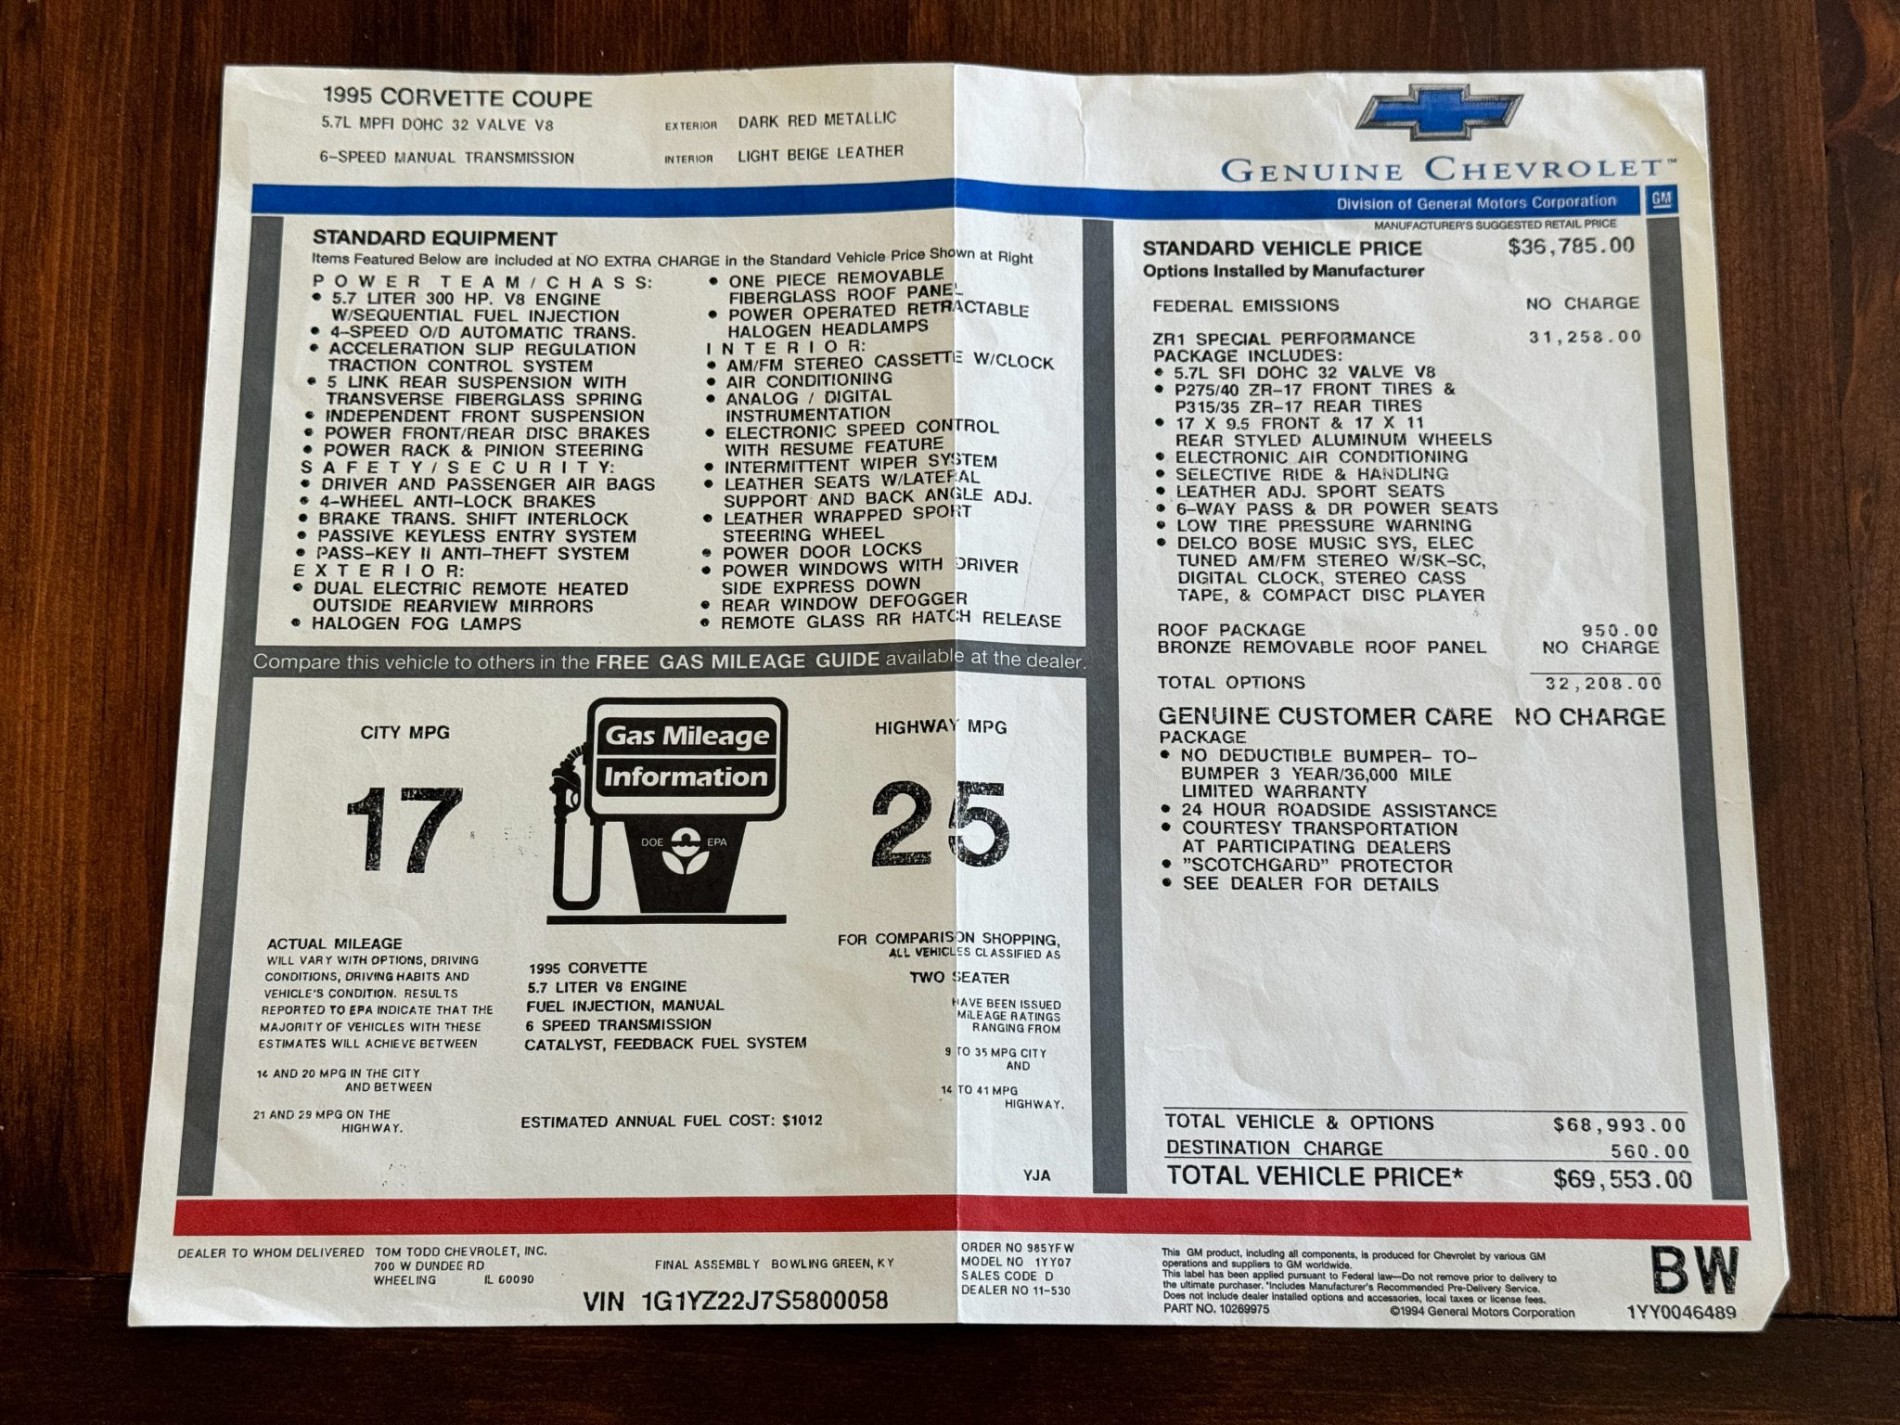 1995 CORVETTE COUPE
5.7L MPFI DOHC 32 VALVE V8
6-SPEED MANUAL TRANSMISSION
EXTERIOR DARK RED METALLIC
INTERIOR LIGHT BEIGE LEATHER
GENUINE CHEVROLET™
Division of General Motors Corporation
GM
STANDARD EQUIPMENT
Items Featured Below are included at NO EXTRA CHARGE in the Standard Vehicle Price Shown at Right
POWER TEAM/CHASS:
• 5.7 LITER 300 HP. V8 ENGINE
W/SEQUENTIAL FUEL INJECTION
• 4-SPEED O/D AUTOMATIC TRANS.
• ACCELERATION SLIP REGULATION
TRACTION CONTROL SYSTEM
• 5 LINK REAR SUSPENSION WITH
TRANSVERSE FIBERGLASS SPRING
• INDEPENDENT FRONT SUSPENSION
• POWER FRONT/REAR DISC BRAKES
• POWER RACK & PINION STEERING
SAFETY/SECURITY:
• DRIVER AND PASSENGER AIR BAGS
• 4-WHEEL ANTI-LOCK BRAKES
• BRAKE TRANS. SHIFT INTERLOCK
• PASSIVE KEYLESS ENTRY SYSTEM
• PASS-KEY II ANTI-THEFT SYSTEM
EXTERIOR:
• DUAL ELECTRIC REMOTE HEATED
OUTSIDE REARVIEW MIRRORS
• HALOGEN FOG LAMPS
• ONE PIECE REMOVABLE
FIBERGLASS ROOF PANEL
• POWER OPERATED RETRACTABLE
HALOGEN HEADLAMPS
INTERIOR:
• AM/FM STEREO CASSETTE W/CLOCK
• AIR CONDITIONING
• ANALOG / DIGITAL
INSTRUMENTATION
• ELECTRONIC SPEED CONTROL
WITH RESUME FEATURE
• INTERMITTENT WIPER SYSTEM
• LEATHER SEATS W/LATERAL
SUPPORT AND BACK ANGLE ADJ.
• LEATHER WRAPPED SPORT
STEERING WHEEL
• POWER DOOR LOCKS
• POWER WINDOWS WITH DRIVER
SIDE EXPRESS DOWN
• REAR WINDOW DEFOGGER
• REMOTE GLASS RR HATCH RELEASE
Compare this vehicle to others in the FREE GAS MILEAGE GUIDE available at the dealer.
CITY MPG
17
Gas Mileage
Information
DOE EPA
HIGHWAY MPG
25
ACTUAL MILEAGE
WILL VARY WITH OPTIONS, DRIVING
CONDITIONS, DRIVING HABITS AND
VEHICLE'S CONDITION. RESULTS
REPORTED TO EPA INDICATE THAT THE
MAJORITY OF VEHICLES WITH THESE
ESTIMATES WILL ACHIEVE BETWEEN
14 AND 20 MPG IN THE CITY
AND BETWEEN
21 AND 29 MPG ON THE
HIGHWAY.
1995 CORVETTE
5.7 LITER V8 ENGINE
FUEL INJECTION, MANUAL
6 SPEED TRANSMISSION
CATALYST, FEEDBACK FUEL SYSTEM
ESTIMATED ANNUAL FUEL COST: $1012
FOR COMPARISON SHOPPING,
ALL VEHICLES CLASSIFIED AS
TWO SEATER
HAVE BEEN ISSUED
MILEAGE RATINGS
RANGING FROM
9 TO 35 MPG CITY
AND
14 TO 41 MPG
HIGHWAY.
YJA
MANUFACTURER'S SUGGESTED RETAIL PRICE
STANDARD VEHICLE PRICE $36,785.00
Options Installed by Manufacturer
FEDERAL EMISSIONS NO CHARGE
ZR1 SPECIAL PERFORMANCE 31,258.00
PACKAGE INCLUDES:
• 5.7L SFI DOHC 32 VALVE V8
• P275/40 ZR-17 FRONT TIRES &
P315/35 ZR-17 REAR TIRES
• 17 X 9.5 FRONT & 17 X 11
REAR STYLED ALUMINUM WHEELS
• ELECTRONIC AIR CONDITIONING
• SELECTIVE RIDE & HANDLING
• LEATHER ADJ. SPORT SEATS
• 6-WAY PASS & DR POWER SEATS
• LOW TIRE PRESSURE WARNING
• DELCO BOSE MUSIC SYS, ELEC
TUNED AM/FM STEREO W/SK-SC,
DIGITAL CLOCK, STEREO CASS
TAPE, & COMPACT DISC PLAYER
ROOF PACKAGE 950.00
BRONZE REMOVABLE ROOF PANEL NO CHARGE
TOTAL OPTIONS 32,208.00
GENUINE CUSTOMER CARE NO CHARGE
PACKAGE
• NO DEDUCTIBLE BUMPER- TO-
BUMPER 3 YEAR/36,000 MILE
LIMITED WARRANTY
• 24 HOUR ROADSIDE ASSISTANCE
• COURTESY TRANSPORTATION
AT PARTICIPATING DEALERS
• "SCOTCHGARD" PROTECTOR
• SEE DEALER FOR DETAILS
TOTAL VEHICLE & OPTIONS $68,993.00
DESTINATION CHARGE 560.00
TOTAL VEHICLE PRICE* $69,553.00
DEALER TO WHOM DELIVERED TOM TODD CHEVROLET, INC.
700 W DUNDEE RD
WHEELING IL 60090
FINAL ASSEMBLY BOWLING GREEN, KY
VIN 1G1YZ22J7S5800058
ORDER NO 985YFW
MODEL NO 1YY07
SALES CODE D
DEALER NO 11-530
This GM product, including all components, is produced for Chevrolet by various GM
operations and suppliers to GM worldwide.
This label has been applied pursuant to Federal law—Do not remove prior to delivery to
the ultimate purchaser. *Includes Manufacturer's Recommended Pre-Delivery Service.
Does not include dealer installed options and accessories, local taxes or license fees.
PART NO. 10269975 ©1994 General Motors Corporation
BW
1YY0046489